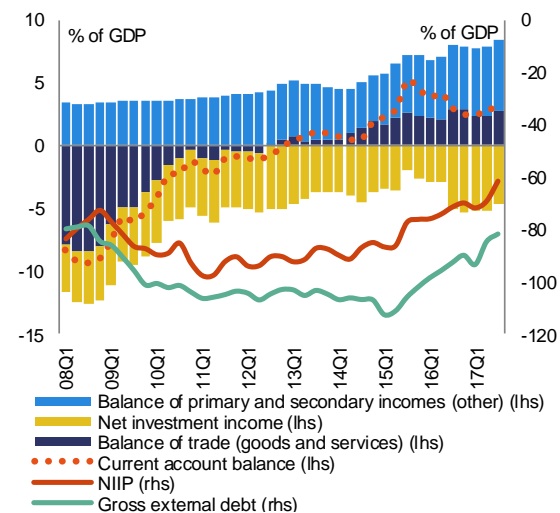 10
% of GDP
% of GDP
0
5
-20
0
-40
-5
-60
-80
-10
-100
-15
-120
08Q1
09Q1
10Q1
11Q1
12Q1
13Q1
14Q1
15Q1
16Q1
17Q1
Balance of primary and secondary incomes (other) (lhs)
Net investment income (lhs)
Balance of trade (goods and services) (lhs)
Current account balance (lhs)
NIIP (rhs)
Gross external debt (rhs)